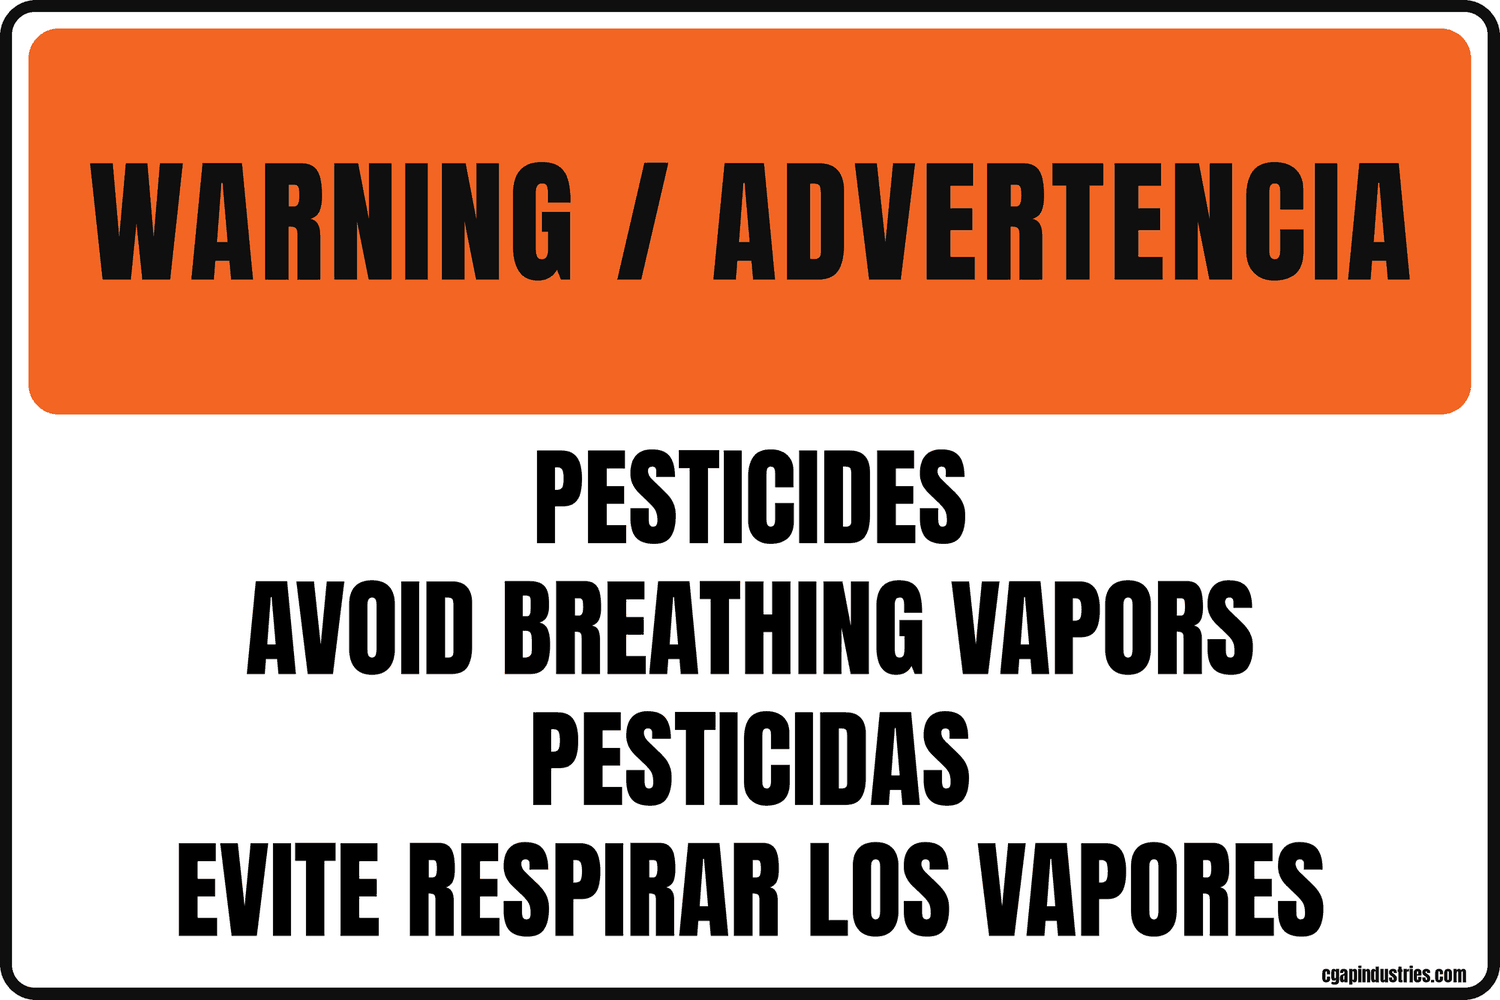 WARNING / ADVERTENCIA
PESTICIDES
AVOID BREATHING VAPORS
PESTICIDAS
EVITE RESPIRAR LOS VAPORES
cgapindustries.com